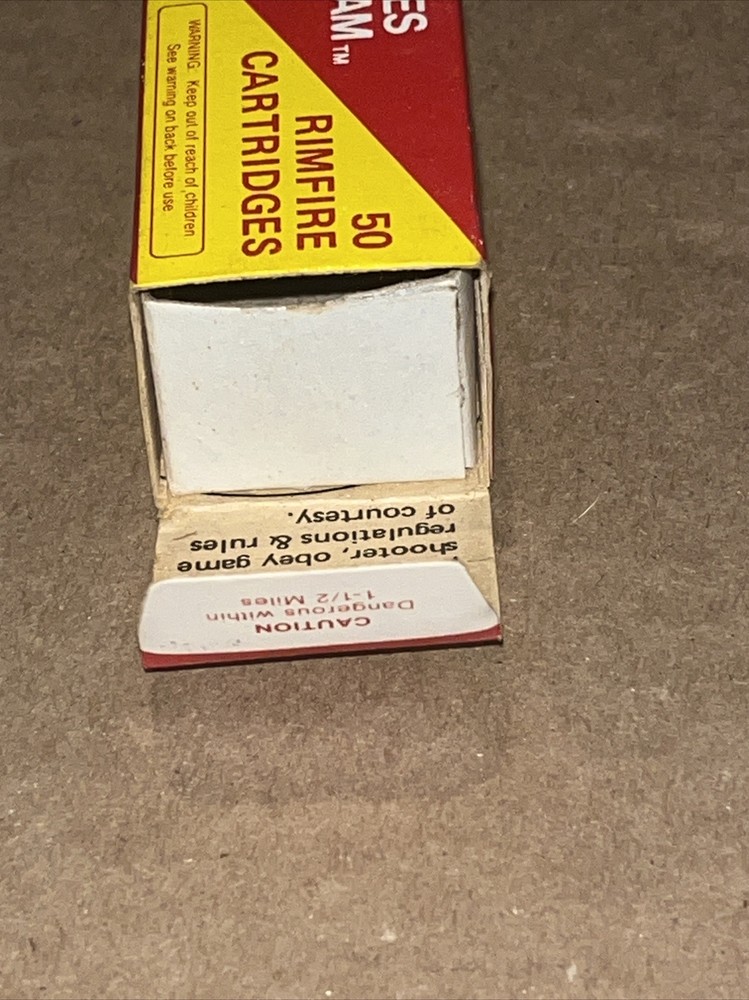 ES
AM™
50
RIMFIRE
CARTRIDGES
WARNING: Keep out of reach of children
See warning on back before use.
shooter, obey game
regulations & rules
of courtesy.
CAUTION
Dangerous Within
1-1/2 Miles